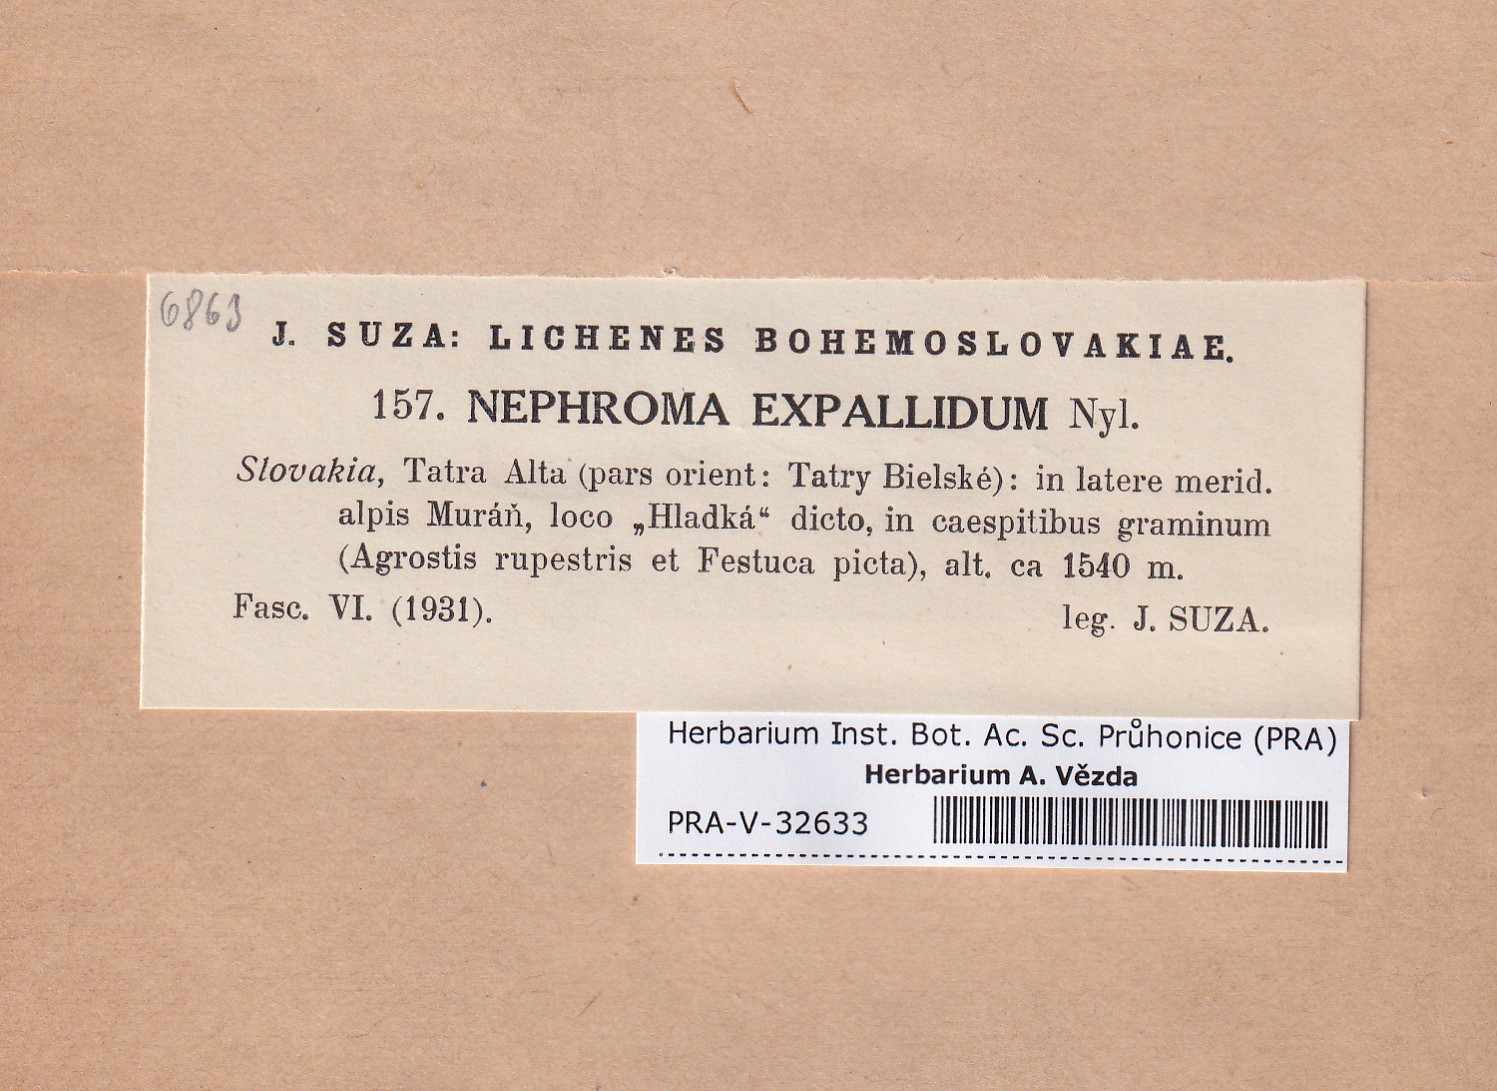 6863
J. SUZA: LICHENES BOHEMOSLOVAKIAE.
157. NEPHROMA EXPALLIDUM Nyl.
Slovakia, Tatra Alta (pars orient: Tatry Bielské): in latere merid.
alpis Muráň, loco „Hladká“ dicto, in caespitibus graminum
(Agrostis rupestris et Festuca picta), alt. ca 1540 m.
Fasc. VI. (1931). leg. J. SUZA.
Herbarium Inst. Bot. Ac. Sc. Průhonice (PRA)
Herbarium A. Vězda
PRA-V-32633